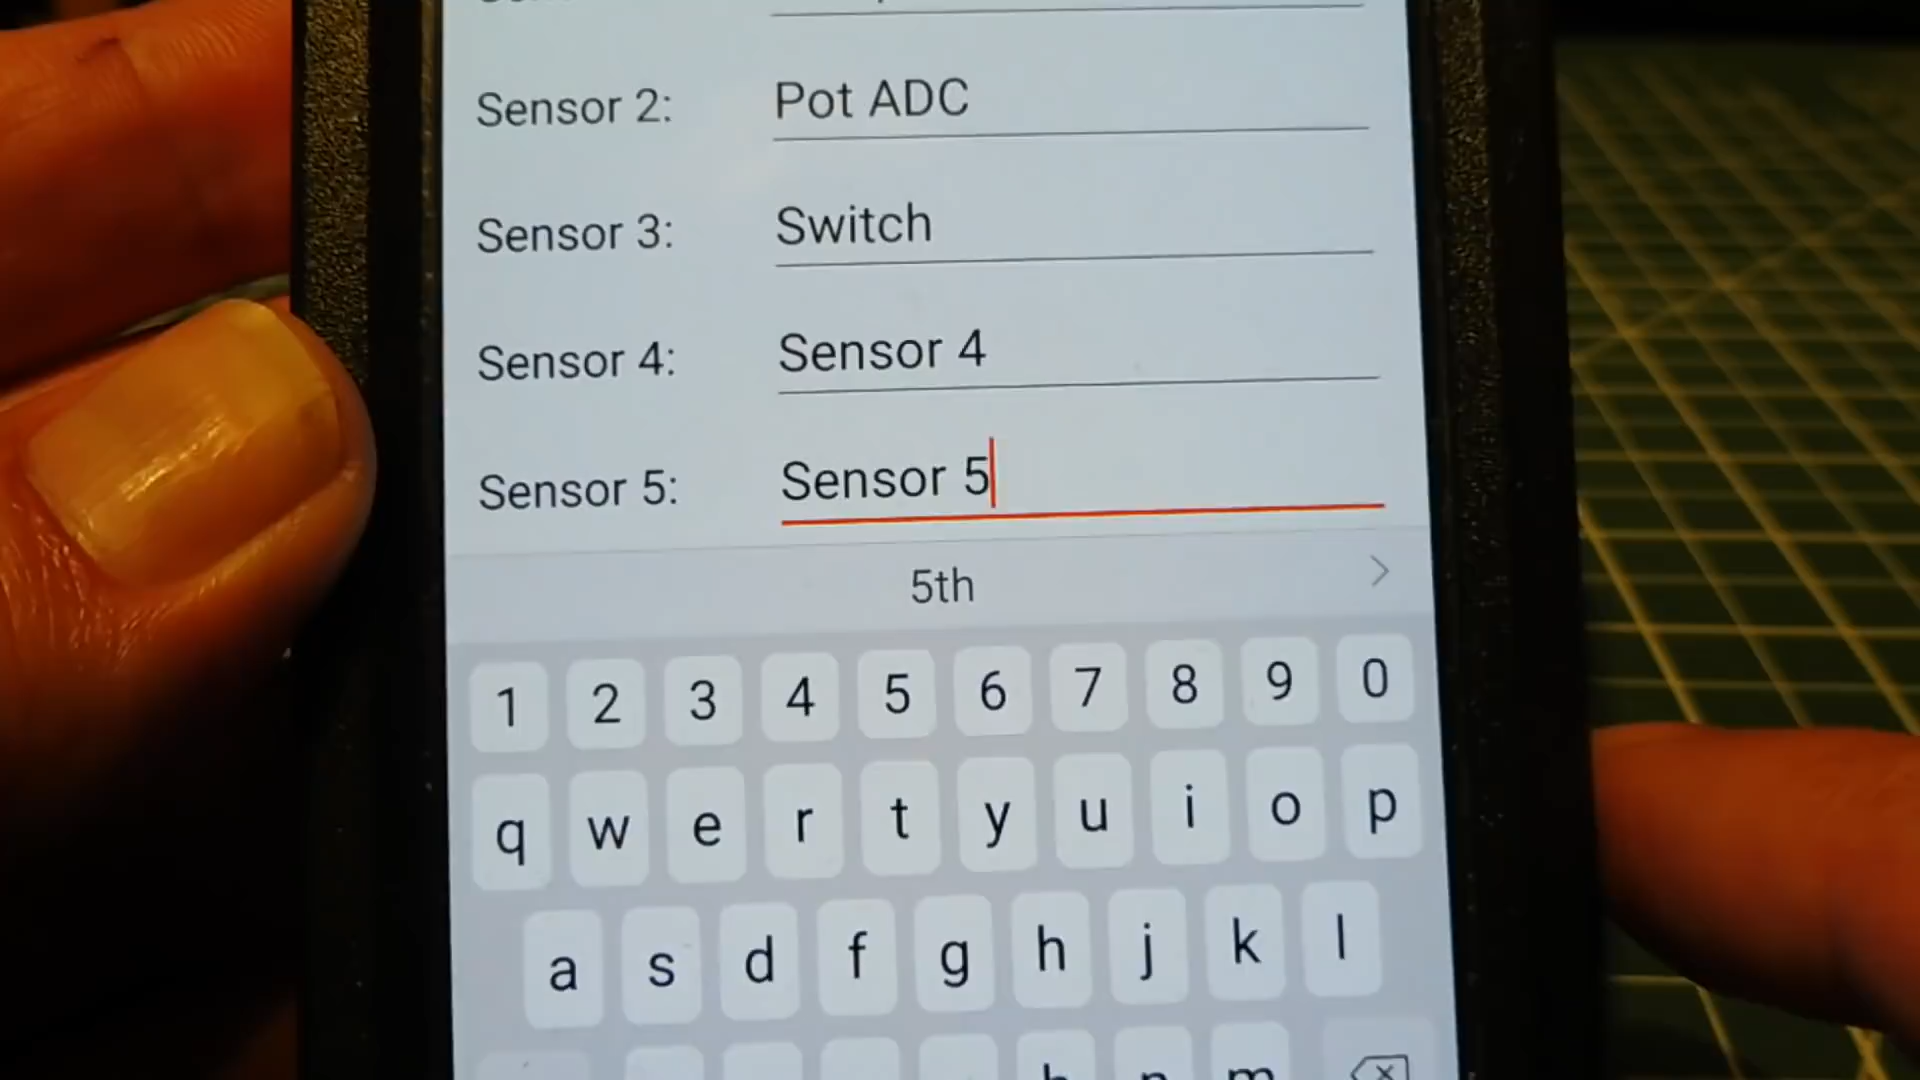 Sensor 2: Pot ADC
Sensor 3: Switch
Sensor 4: Sensor 4
Sensor 5: Sensor 5
5th
1 2 3 4 5 6 7 8 9 0
q w e r t y u i o p
a s d f g h j k l
b n m